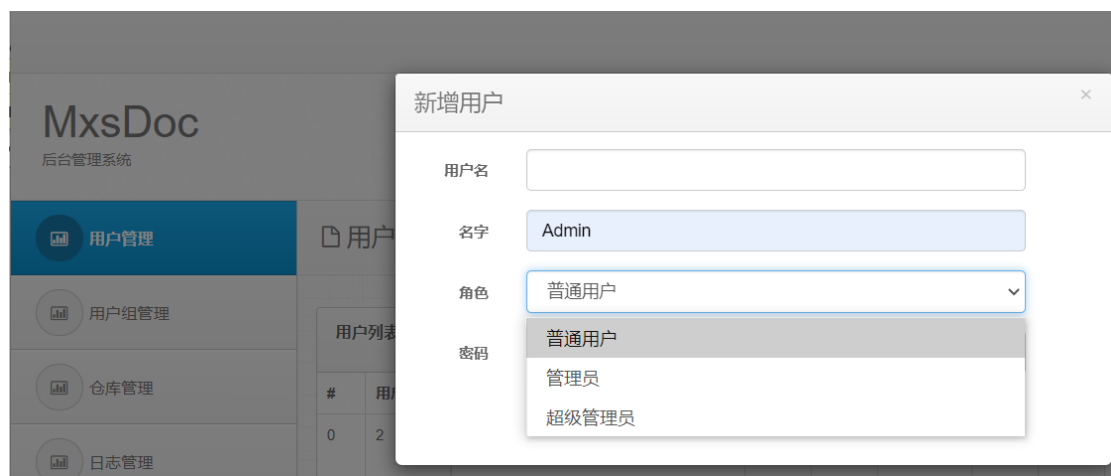 MxsDoc
后台管理系统
用户管理
用户组管理
仓库管理
日志管理
用户
用户列表
# 用户
0 2
新增用户 ×
用户名
名字 Admin
角色 普通用户
普通用户
管理员
超级管理员
密码